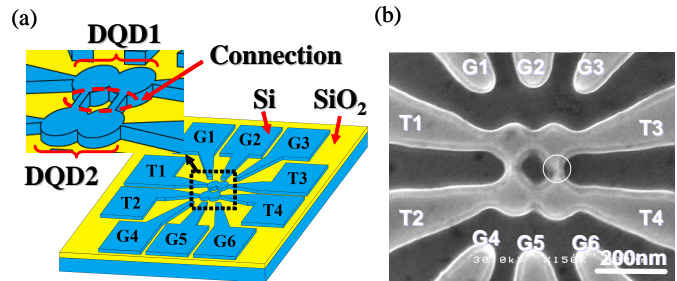 (a)
DQD1
Connection
DQD2
Si
SiO2
G1
G2
G3
T1
T3
T2
T4
G4
G5
G6
(b)
G1
G2
G3
T1
T3
T2
T4
G4
G5
G6
200nm